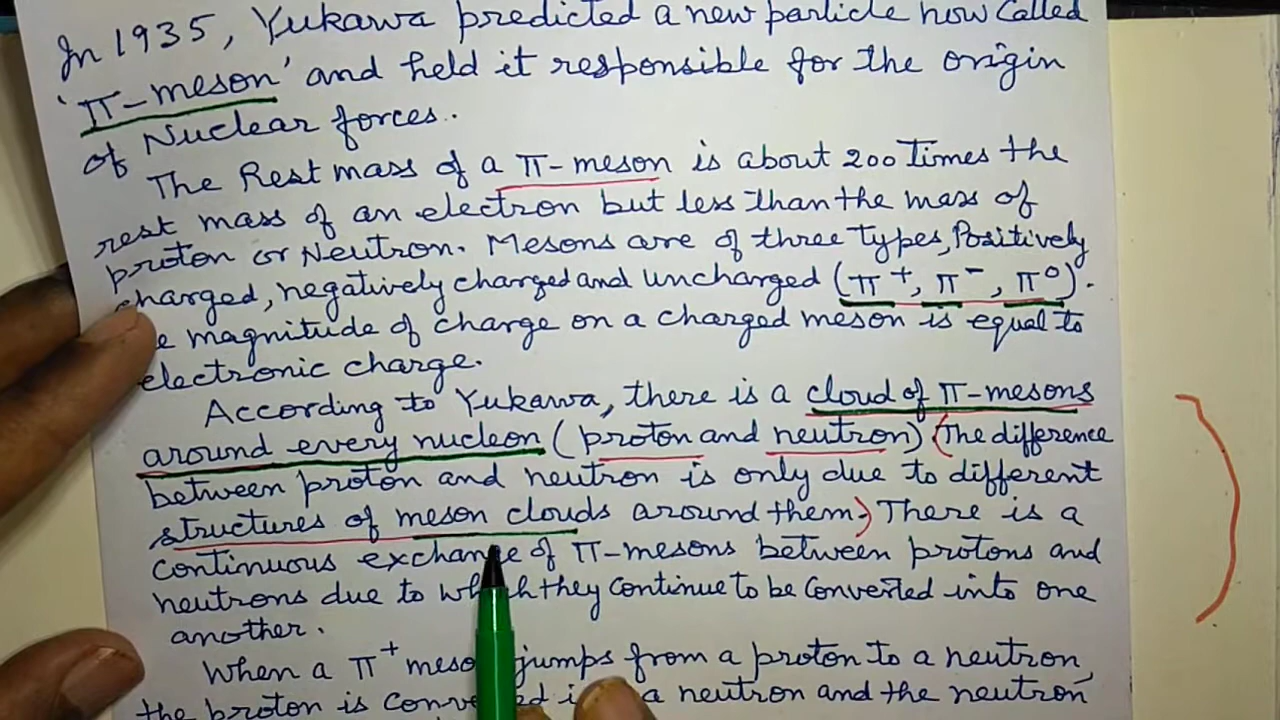 In 1935, Yukawa predicted a new particle now called
'π-meson' and held it responsible for the origin
of Nuclear forces.
The Rest mass of a π-meson is about 200 Times the
rest mass of an electron but less than the mass of
proton or Neutron. Mesons are of three types, Positively
charged, negatively charged and uncharged (π+, π-, π0).
e magnitude of charge on a charged meson is equal to
electronic charge.
According to Yukawa, there is a cloud of π-mesons
around every nucleon (proton and neutron) (The difference
between proton and neutron is only due to different
structures of meson clouds around them.) There is a
continuous exchange of π-mesons between protons and
neutrons due to which they continue to be converted into one
another.
When a π+ meson jumps from a proton to a neutron,
the proton is converted a neutron and the neutron